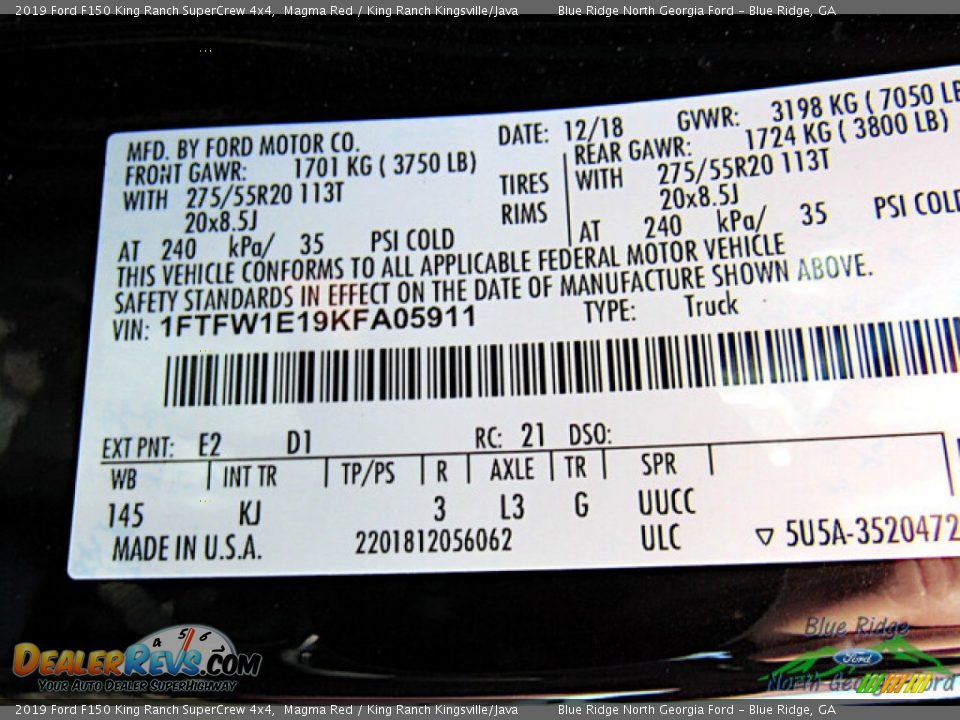 2019 Ford F150 King Ranch SuperCrew 4x4,  Magma Red / King Ranch Kingsville/Java  Blue Ridge North Georgia Ford - Blue Ridge, GA
MFD. BY FORD MOTOR CO.  DATE: 12/18  GVWR: 3198 KG ( 7050 LB
FRONT GAWR: 1701 KG ( 3750 LB)  REAR GAWR: 1724 KG ( 3800 LB)
WITH 275/55R20 113T  TIRES  WITH 275/55R20 113T
20x8.5J  RIMS  20x8.5J
AT 240 kPa/ 35 PSI COLD  AT 240 kPa/ 35 PSI COLD
THIS VEHICLE CONFORMS TO ALL APPLICABLE FEDERAL MOTOR VEHICLE
SAFETY STANDARDS IN EFFECT ON THE DATE OF MANUFACTURE SHOWN ABOVE.
VIN: 1FTFW1E19KFA05911  TYPE: Truck
EXT PNT: E2 D1  RC: 21 DSO:
WB  INT TR  TP/PS  R  AXLE  TR  SPR
145  KJ  3  L3  G  UUCC
MADE IN U.S.A.  2201812056062  ULC  ▽ 5U5A-3520472
4 5 6
DEALERREVS.COM
YOUR AUTO DEALER SUPERHIGHWAY
Blue Ridge
Ford
North Georgia Ford
2019 Ford F150 King Ranch SuperCrew 4x4,  Magma Red / King Ranch Kingsville/Java  Blue Ridge North Georgia Ford - Blue Ridge, GA